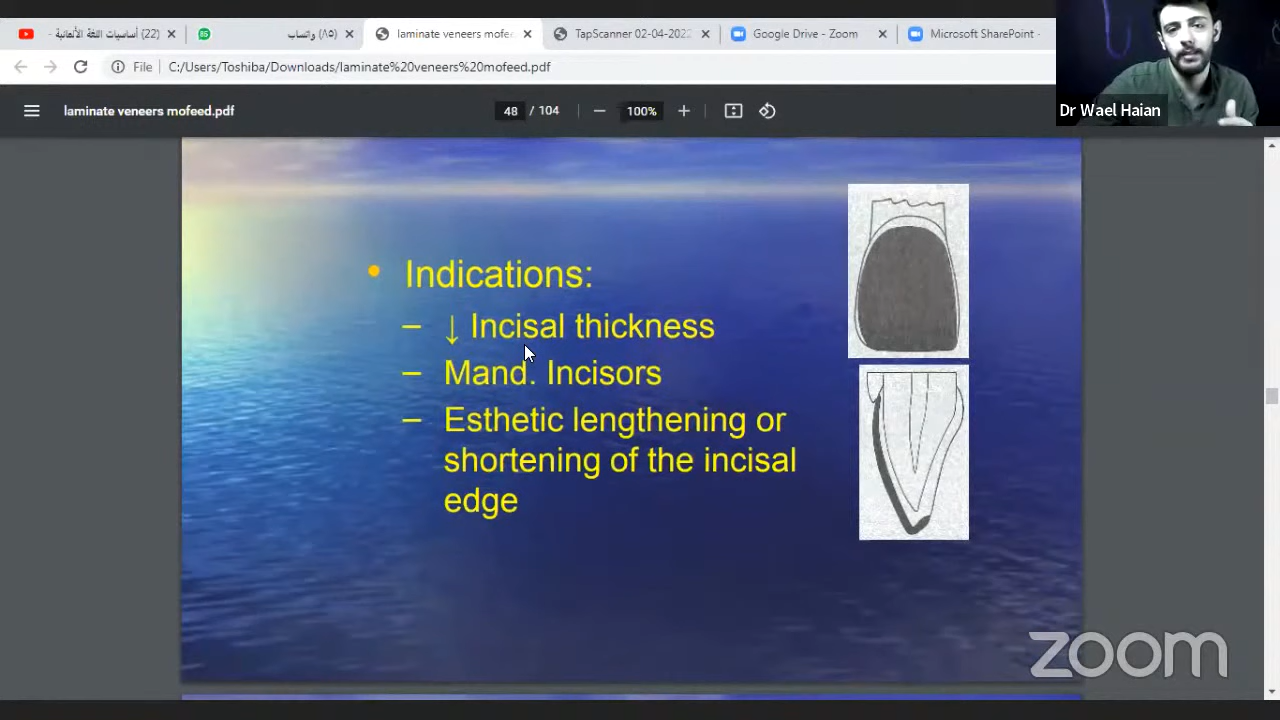 (22) أساسيات اللغة الألمانية -
(٨٥) واتساب
laminate veneers mofe
TapScanner 02-04-202
Google Drive - Zoom
Microsoft SharePoint -
File
C:/Users/Toshiba/Downloads/laminate%20veneers%20mofeed.pdf
Dr Wael Haian
laminate veneers mofeed.pdf
48 / 104
100%
• Indications:
– ↓ Incisal thickness
– Mand. Incisors
– Esthetic lengthening or
shortening of the incisal
edge
zoom